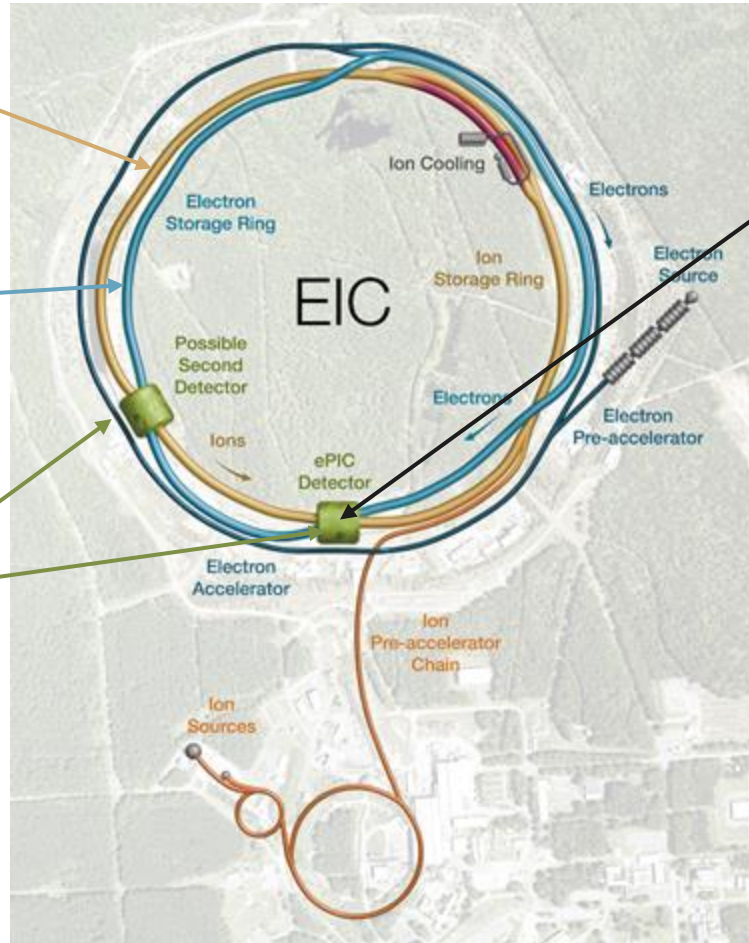 Ion Cooling
Electrons
Electron
Storage Ring
Electron
Source
Ion
Storage Ring
EIC
Possible
Second
Detector
Electrons
Electron
Pre-accelerator
Ions
ePIC
Detector
Electron
Accelerator
Ion
Pre-accelerator
Chain
Ion
Sources